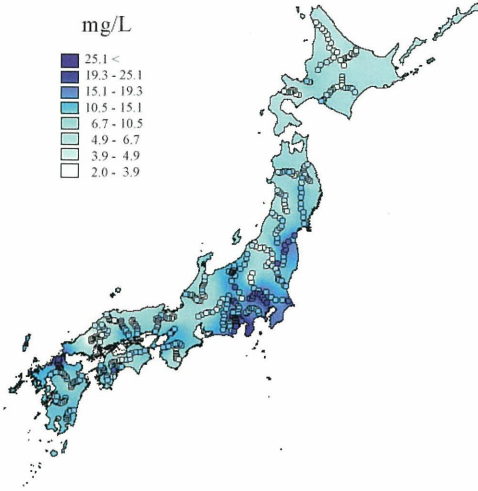 mg/L
25.1 <
19.3 - 25.1
15.1 - 19.3
10.5 - 15.1
6.7 - 10.5
4.9 - 6.7
3.9 - 4.9
2.0 - 3.9